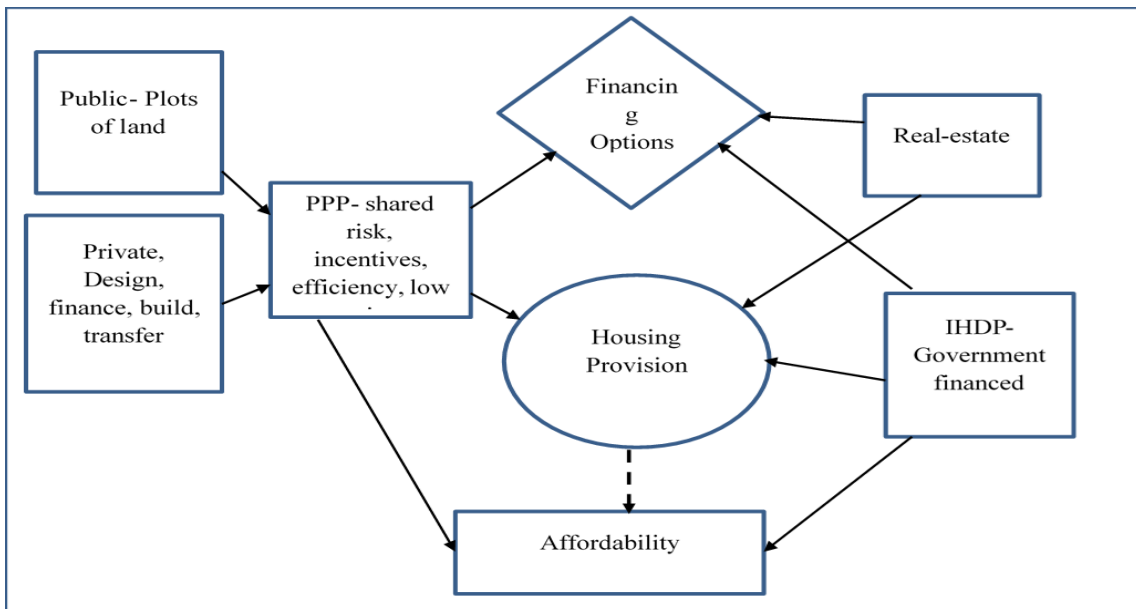 Public- Plots
of land
Private,
Design,
finance, build,
transfer
PPP- shared
risk,
incentives,
efficiency, low
Financin
g
Options
Housing
Provision
Affordability
Real-estate
IHDP-
Government
financed